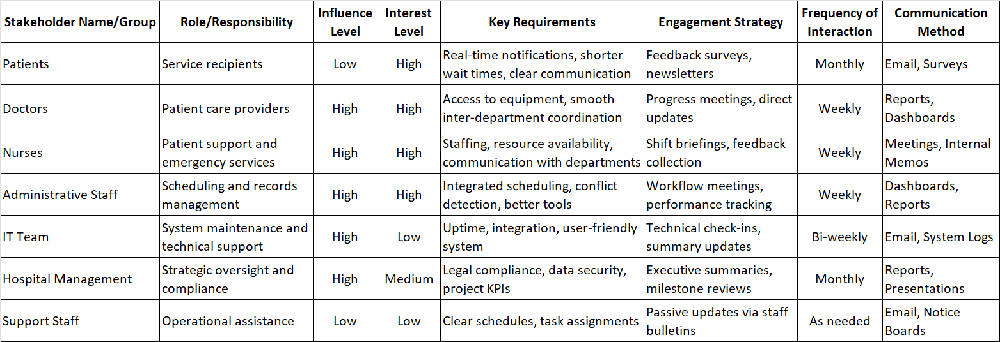 Stakeholder Name/Group Role/Responsibility Influence Level Interest Level Key Requirements Engagement Strategy Frequency of Interaction Communication Method
Patients Service recipients Low High Real-time notifications, shorter wait times, clear communication Feedback surveys, newsletters Monthly Email, Surveys
Doctors Patient care providers High High Access to equipment, smooth inter-department coordination Progress meetings, direct updates Weekly Reports, Dashboards
Nurses Patient support and emergency services High High Staffing, resource availability, communication with departments Shift briefings, feedback collection Weekly Meetings, Internal Memos
Administrative Staff Scheduling and records management High High Integrated scheduling, conflict detection, better tools Workflow meetings, performance tracking Weekly Dashboards, Reports
IT Team System maintenance and technical support High Low Uptime, integration, user-friendly system Technical check-ins, summary updates Bi-weekly Email, System Logs
Hospital Management Strategic oversight and compliance High Medium Legal compliance, data security, project KPIs Executive summaries, milestone reviews Monthly Reports, Presentations
Support Staff Operational assistance Low Low Clear schedules, task assignments Passive updates via staff bulletins As needed Email, Notice Boards